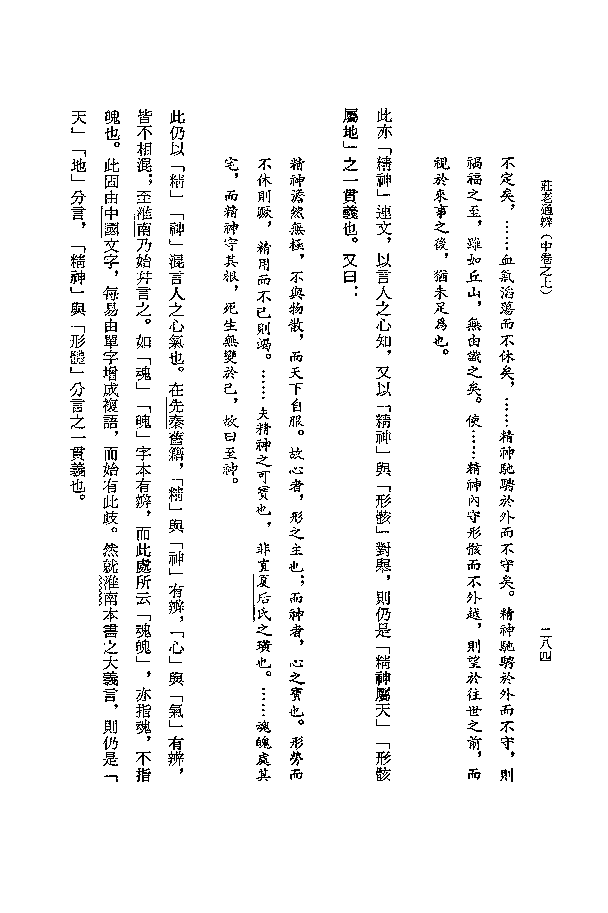 莊老通辨（中卷之上）
二八四
不定矣，……血氣滔蕩而不休矣，……精神馳騁於外而不守矣。精神馳騁於外而不守，則
禍福之至，雖如丘山，無由識之矣。使……精神內守形骸而不外越，則望於往世之前，而
視於來事之後，猶未足爲也。
此亦「精神」連文，以言人之心知，又以「精神」與「形骸」對舉，則仍是「精神屬天」「形骸
屬地」之一貫義也。又曰：
精神澹然無極，不與物散，而天下自服。故心者，形之主也；而神者，心之寶也。形勞而
不休則蹶，精用而不已則竭。……夫精神之可寶也，非直夏后氏之璜也。……魂魄處其
宅，而精神守其根，死生無變於己，故曰至神。
此仍以「精」「神」混言人之心氣也。在先秦舊籍，「精」與「神」有辨，「心」與「氣」有辨，
皆不相混；至淮南乃始幷言之。如「魂」「魄」字本有辨，而此處所云「魂魄」，亦指魂，不指
魄也。此固由中國文字，每易由單字增成複語，而始有此歧。然就淮南本書之大義言，則仍是「
天」「地」分言，「精神」與「形骸」分言之一貫義也。